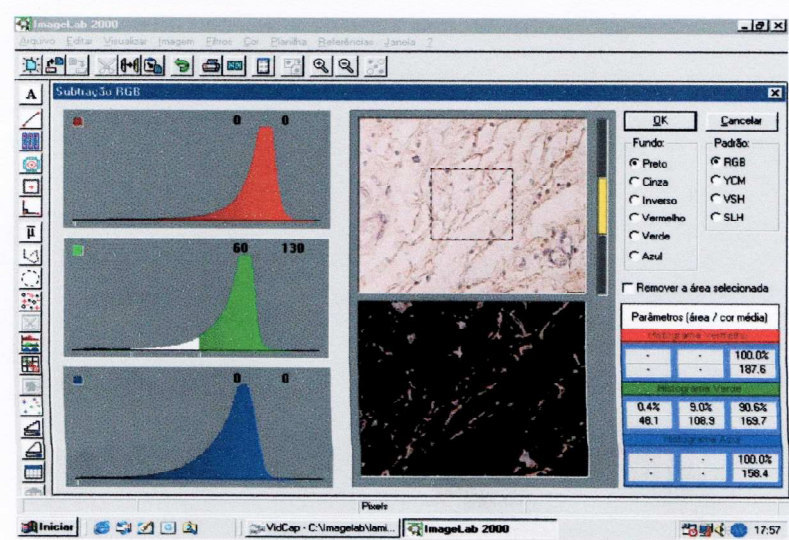 ImageLab 2000
Arquivo Editar Visualizar Imagem Filtros Cor Planilha Referências Janela ?
Subtração RGB
A
μ
0 0
60 130
0 0
OK Cancelar
Fundo: Padrão:
Preto RGB
Cinza YCM
Inverso VSH
Vermelho SLH
Verde
Azul
Remover a área selecionada
Parâmetros (área / cor média)
Histograma Vermelho
- - 100.0%
- - 187.6
Histograma Verde
0.4% 9.0% 90.6%
46.1 108.9 169.7
Histograma Azul
- - 100.0%
- - 158.4
Pixels
Iniciar VidCap - C:\Imagelab\lami... ImageLab 2000 17:57